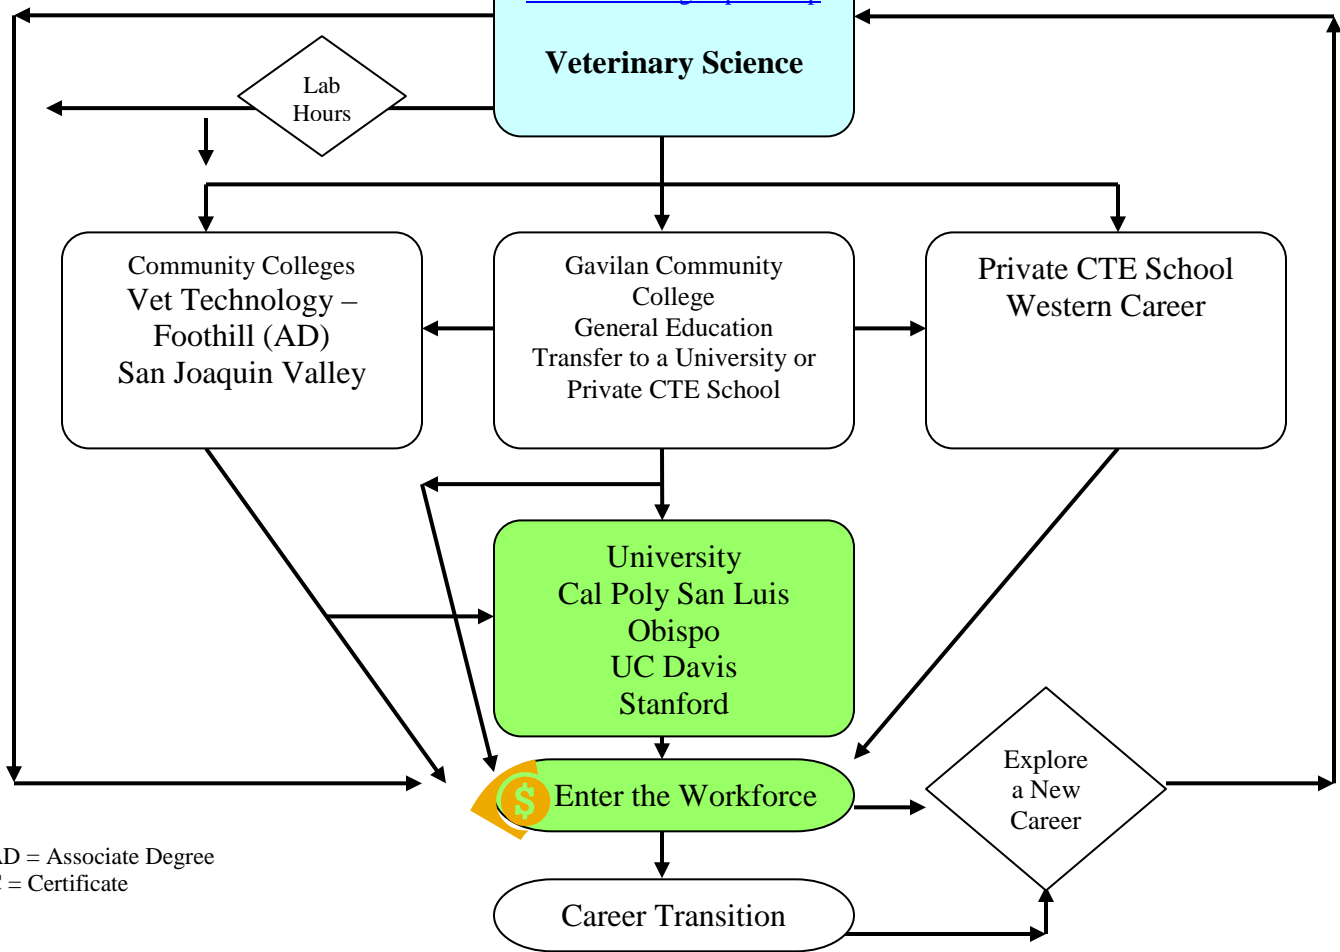 Veterinary Science
Lab
Hours
Community Colleges
Vet Technology –
Foothill (AD)
San Joaquin Valley
Gavilan Community
College
General Education
Transfer to a University or
Private CTE School
Private CTE School
Western Career
University
Cal Poly San Luis
Obispo
UC Davis
Stanford
$ Enter the Workforce
Explore
a New
Career
AD = Associate Degree
= Certificate
Career Transition